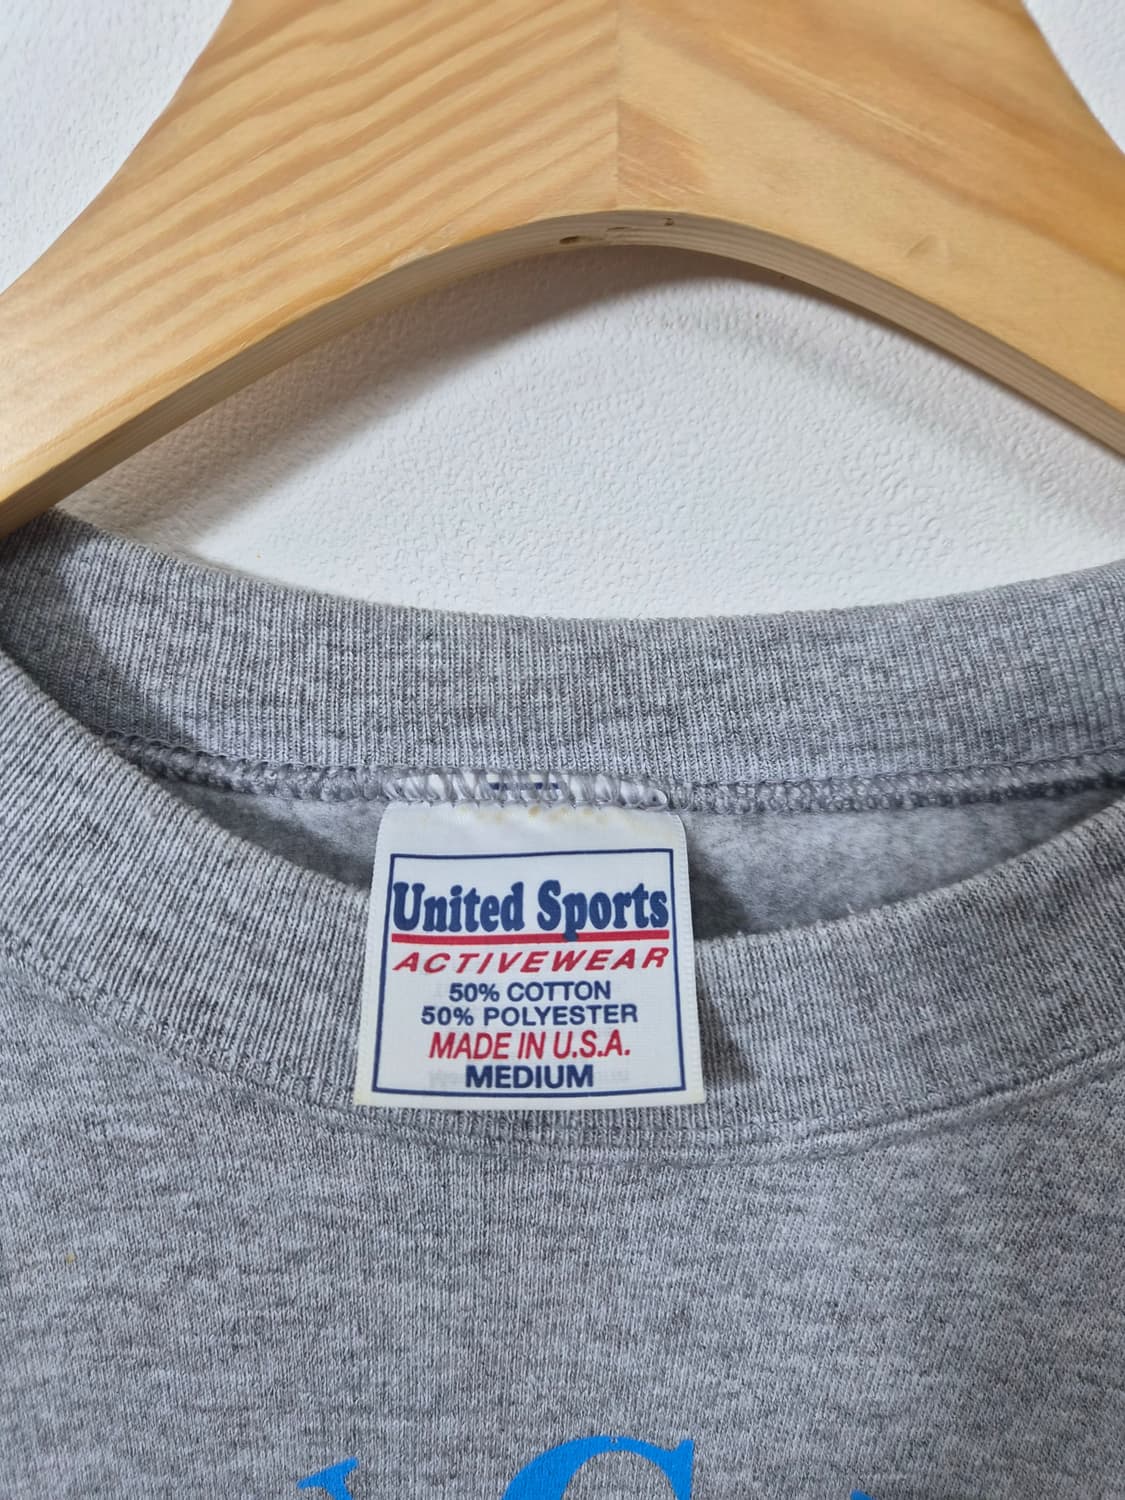 United Sports
ACTIVEWEAR
50% COTTON
50% POLYESTER
MADE IN U.S.A.
MEDIUM